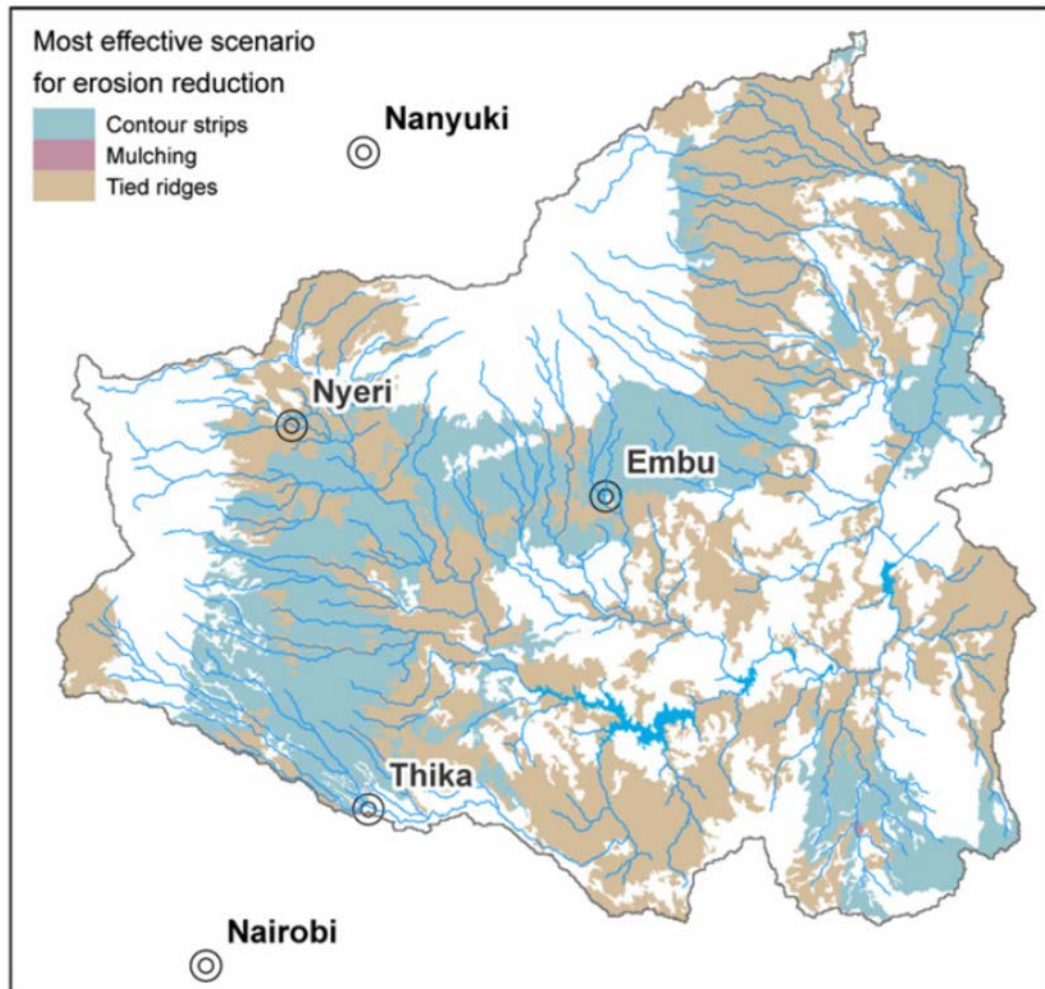 Most effective scenario
for erosion reduction
Contour strips
Mulching
Tied ridges
Nanyuki
Nyeri
Embu
Thika
Nairobi